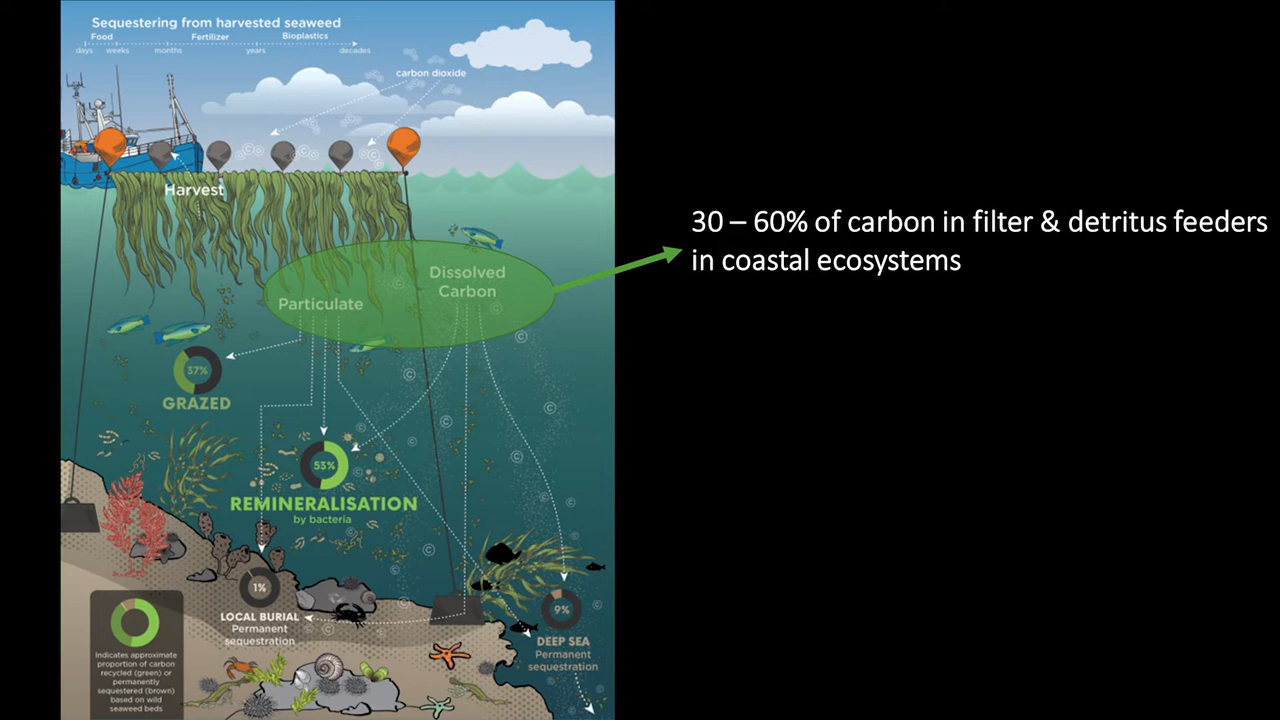 Sequestering from harvested seaweed
Food Fertilizer Bioplastics
days weeks months years decades
carbon dioxide
Harvest
30 – 60% of carbon in filter & detritus feeders
in coastal ecosystems
Dissolved
Carbon
Particulate
37%
GRAZED
53%
REMINERALISATION
by bacteria
1%
LOCAL BURIAL
Permanent
sequestration
9%
DEEP SEA
Permanent
sequestration
Indicates approximate
proportion of carbon
recycled (green) or
permanently
sequestered (brown)
based on wild
seaweed beds